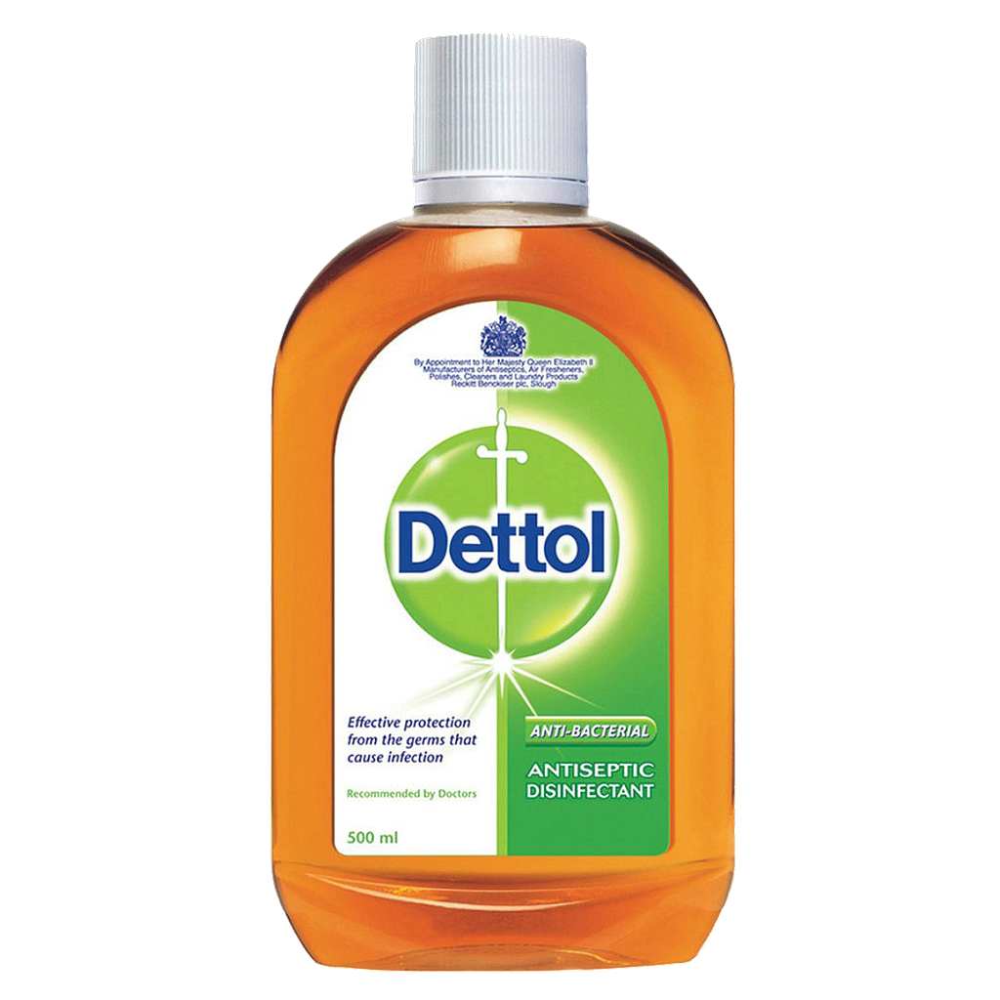 By Appointment to Her Majesty Queen Elizabeth II
Manufacturers of Antiseptics, Air Fresheners,
Polishes, Cleaners and Laundry Products
Reckitt Benckiser plc, Slough
Dettol
Effective protection
from the germs that
cause infection
Recommended by Doctors
500 ml
ANTI-BACTERIAL
ANTISEPTIC
DISINFECTANT